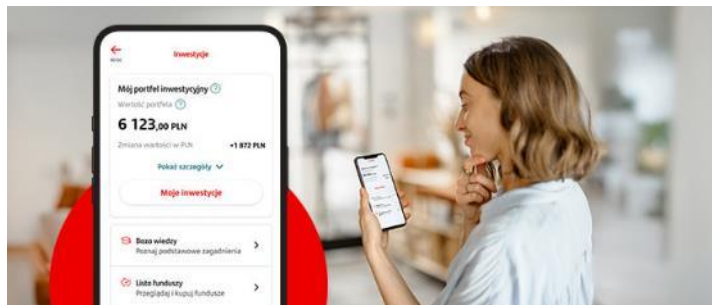 MENU
Inwestycje
Mój portfel inwestycyjny ?
Wartość portfela ?
6 123,00 PLN
Zmiana wartości w PLN +1 872 PLN
Pokaż szczegóły
Moje inwestycje
Baza wiedzy
Poznaj podstawowe zagadnienia
Lista funduszy
Przeglądaj i kupuj fundusze